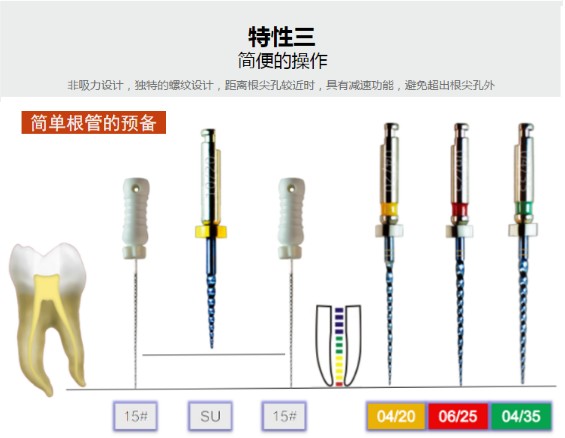 特性三
简便的操作
非吸力设计，独特的螺纹设计，距离根尖孔较近时，具有减速功能，避免超出根尖孔外
简单根管的预备
15#
SU
15#
04/20
06/25
04/35